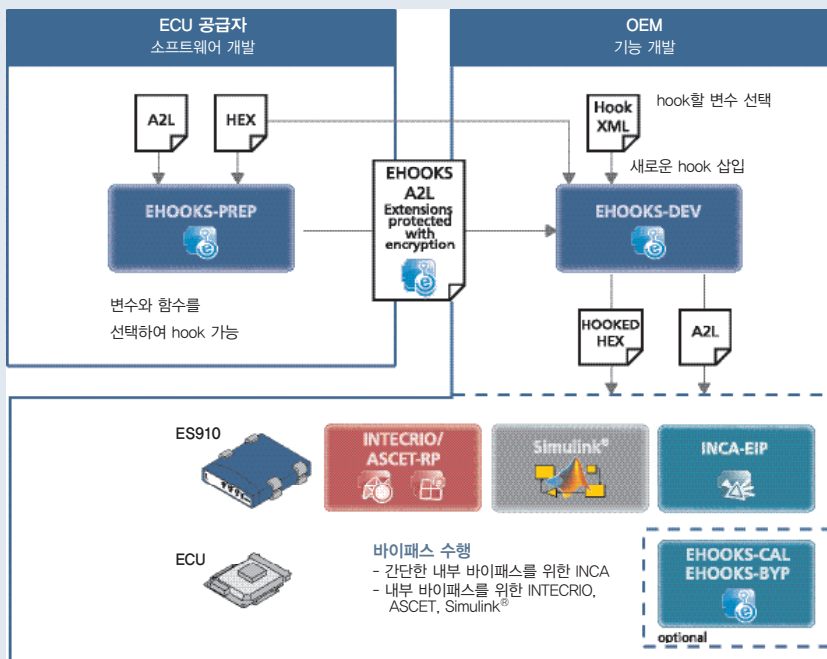 ECU 공급자
소프트웨어 개발
OEM
기능 개발
A2L
HEX
Hook
XML
hook할 변수 선택
새로운 hook 삽입
EHOOKS-PREP
EHOOKS
A2L
Extensions
protected
with
encryption
EHOOKS-DEV
변수와 함수를
선택하여 hook 가능
HOOKED
HEX
A2L
ES910
INTECRIO/
ASCET-RP
Simulink®
INCA-EIP
ECU
바이패스 수행
- 간단한 내부 바이패스를 위한 INCA
- 내부 바이패스를 위한 INTECRIO,
ASCET, Simulink®
EHOOKS-CAL
EHOOKS-BYP
optional